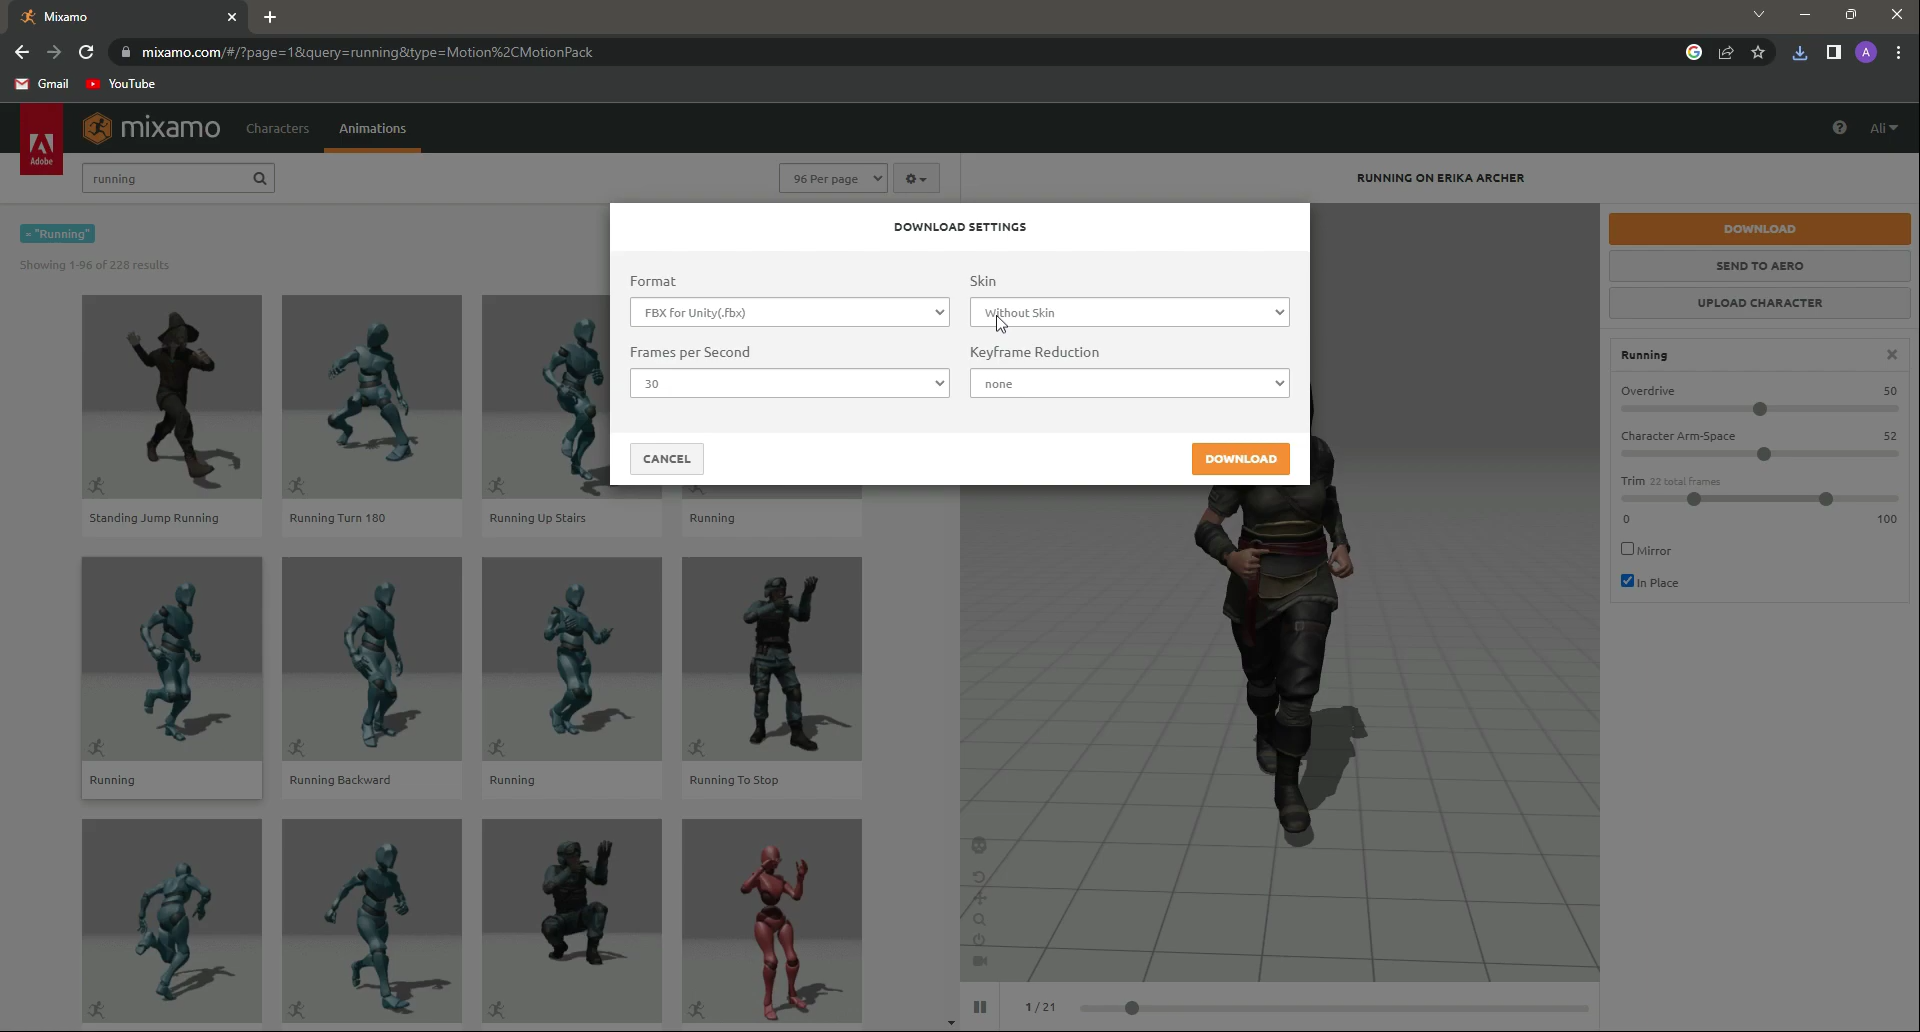 Mixamo
mixamo.com/#/?page=1&query=running&type=Motion%2CMotionPack
A
Gmail
YouTube
Adobe
mixamo
Characters
Animations
Ali
running
96 Per page
RUNNING ON ERIKA ARCHER
"Running"
Showing 1-96 of 228 results
DOWNLOAD SETTINGS
Format
Skin
FBX for Unity(.fbx)
Without Skin
Frames per Second
Keyframe Reduction
30
none
CANCEL
DOWNLOAD
DOWNLOAD
SEND TO AERO
UPLOAD CHARACTER
Running
Overdrive
50
Character Arm-Space
52
Trim 22 total frames
0
100
Mirror
In Place
Standing Jump Running
Running Turn 180
Running Up Stairs
Running
Running
Running Backward
Running
Running To Stop
1 / 21